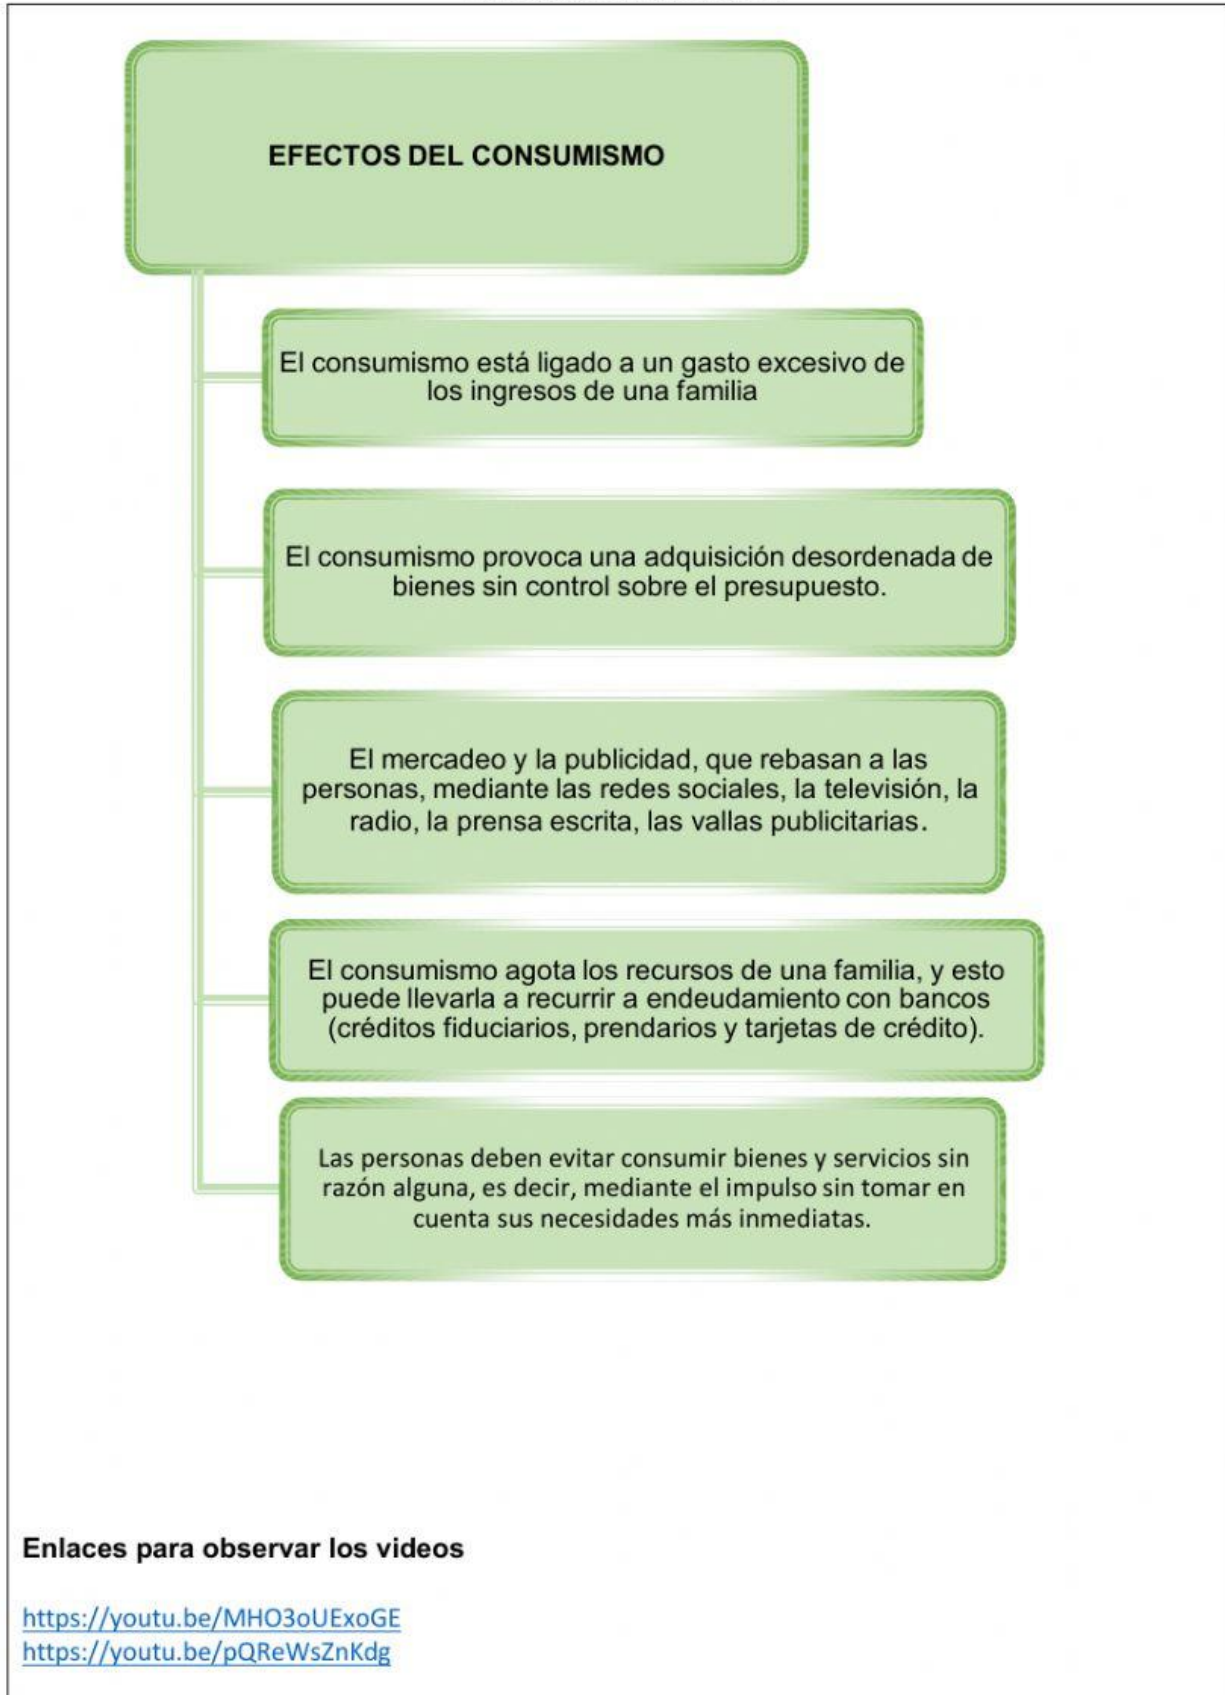 EFECTOS DEL CONSUMISMO
El consumismo está ligado a un gasto excesivo de
los ingresos de una familia
El consumismo provoca una adquisición desordenada de
bienes sin control sobre el presupuesto.
El mercadeo y la publicidad, que rebasan a las
personas, mediante las redes sociales, la televisión, la
radio, la prensa escrita, las vallas publicitarias.
El consumismo agota los recursos de una familia, y esto
puede llevarla a recurrir a endeudamiento con bancos
(créditos fiduciarios, prendarios y tarjetas de crédito).
Las personas deben evitar consumir bienes y servicios sin
razón alguna, es decir, mediante el impulso sin tomar en
cuenta sus necesidades más inmediatas.
Enlaces para observar los videos
https://youtu.be/MHO3oUExoGE
https://youtu.be/pQReWsZnKdg